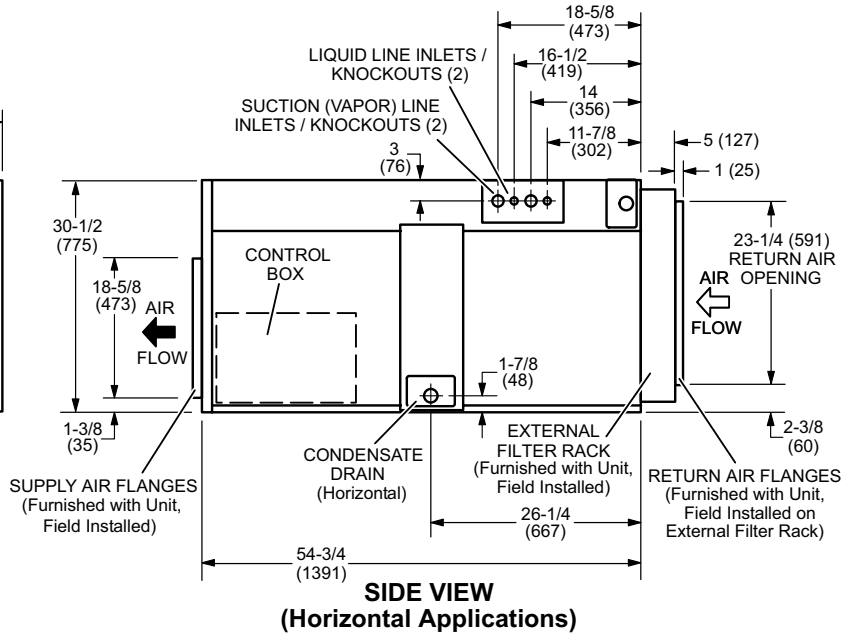 18-5/8
(473)
LIQUID LINE INLETS /
KNOCKOUTS (2)
16-1/2
(419)
SUCTION (VAPOR) LINE
INLETS / KNOCKOUTS (2)
14
(356)
11-7/8
(302)
5 (127)
1 (25)
3
(76)
30-1/2
(775)
CONTROL
BOX
23-1/4 (591)
RETURN AIR
OPENING
18-5/8
(473)
AIR
FLOW
AIR
FLOW
1-7/8
(48)
1-3/8
(35)
2-3/8
(60)
SUPPLY AIR FLANGES
(Furnished with Unit,
Field Installed)
CONDENSATE
DRAIN
(Horizontal)
EXTERNAL
FILTER RACK
(Furnished with Unit,
Field Installed)
RETURN AIR FLANGES
(Furnished with Unit,
Field Installed on
External Filter Rack)
26-1/4
(667)
54-3/4
(1391)
SIDE VIEW
(Horizontal Applications)